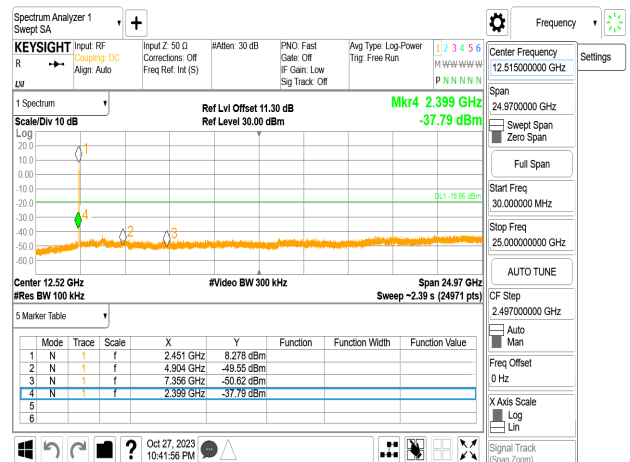 Spectrum Analyzer 1
Swept SA
Frequency
KEYSIGHT
R
Input: RF
Coupling: DC
Align: Auto
Input Z: 50 Ω
Corrections: Off
Freq Ref: Int (S)
#Atten: 30 dB
PNO: Fast
Gate: Off
IF Gain: Low
Sig Track: Off
Avg Type: Log-Power
Trig: Free Run
1 2 3 4 5 6
M W W W W W
P N N N N N
1 Spectrum
Scale/Div 10 dB
Ref Lvl Offset 11.30 dB
Ref Level 30.00 dBm
Mkr4 2.399 GHz
-37.79 dBm
Log
20.0
10.0
0.00
-10.0
-20.0
-30.0
-40.0
-50.0
-60.0
1
4
2
3
DL1 -18.86 dBm
Center 12.52 GHz
#Video BW 300 kHz
Span 24.97 GHz
#Res BW 100 kHz
Sweep ~2.39 s (24971 pts)
5 Marker Table
Mode Trace Scale X Y Function Function Width Function Value
1 N 1 f 2.451 GHz 8.278 dBm
2 N 1 f 4.904 GHz -49.55 dBm
3 N 1 f 7.356 GHz -50.62 dBm
4 N 1 f 2.399 GHz -37.79 dBm
5
6
Oct 27, 2023
10:41:56 PM
Center Frequency
12.515000000 GHz
Settings
Span
24.9700000 GHz
Swept Span
Zero Span
Full Span
Start Freq
30.000000 MHz
Stop Freq
25.00000000 GHz
AUTO TUNE
CF Step
2.497000000 GHz
Auto
Man
Freq Offset
0 Hz
X Axis Scale
Log
Lin
Signal Track
(Span Zoom)